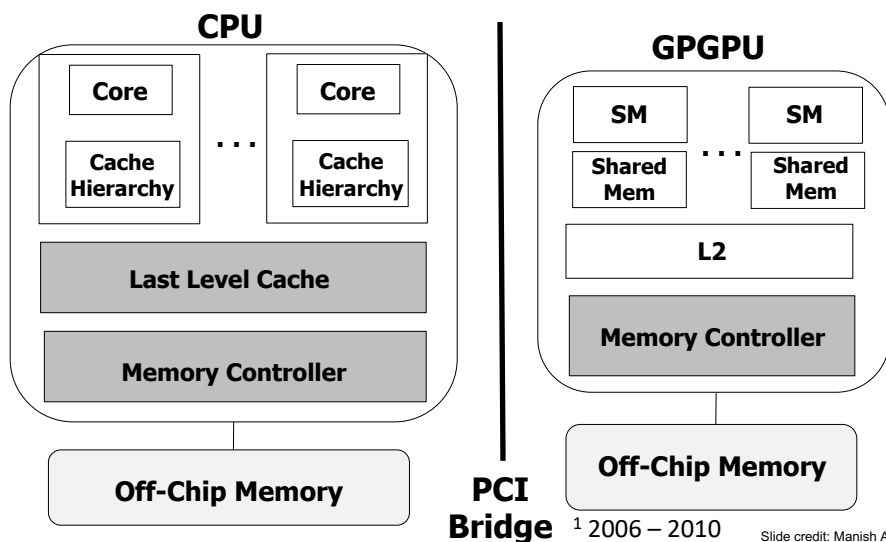 CPU
Core
Cache
Hierarchy
...
Core
Cache
Hierarchy
Last Level Cache
Memory Controller
Off-Chip Memory
GPGPU
SM
Shared
Mem
...
SM
Shared
Mem
L2
Memory Controller
Off-Chip Memory
PCI
Bridge
¹ 2006 – 2010
Slide credit: Manish A